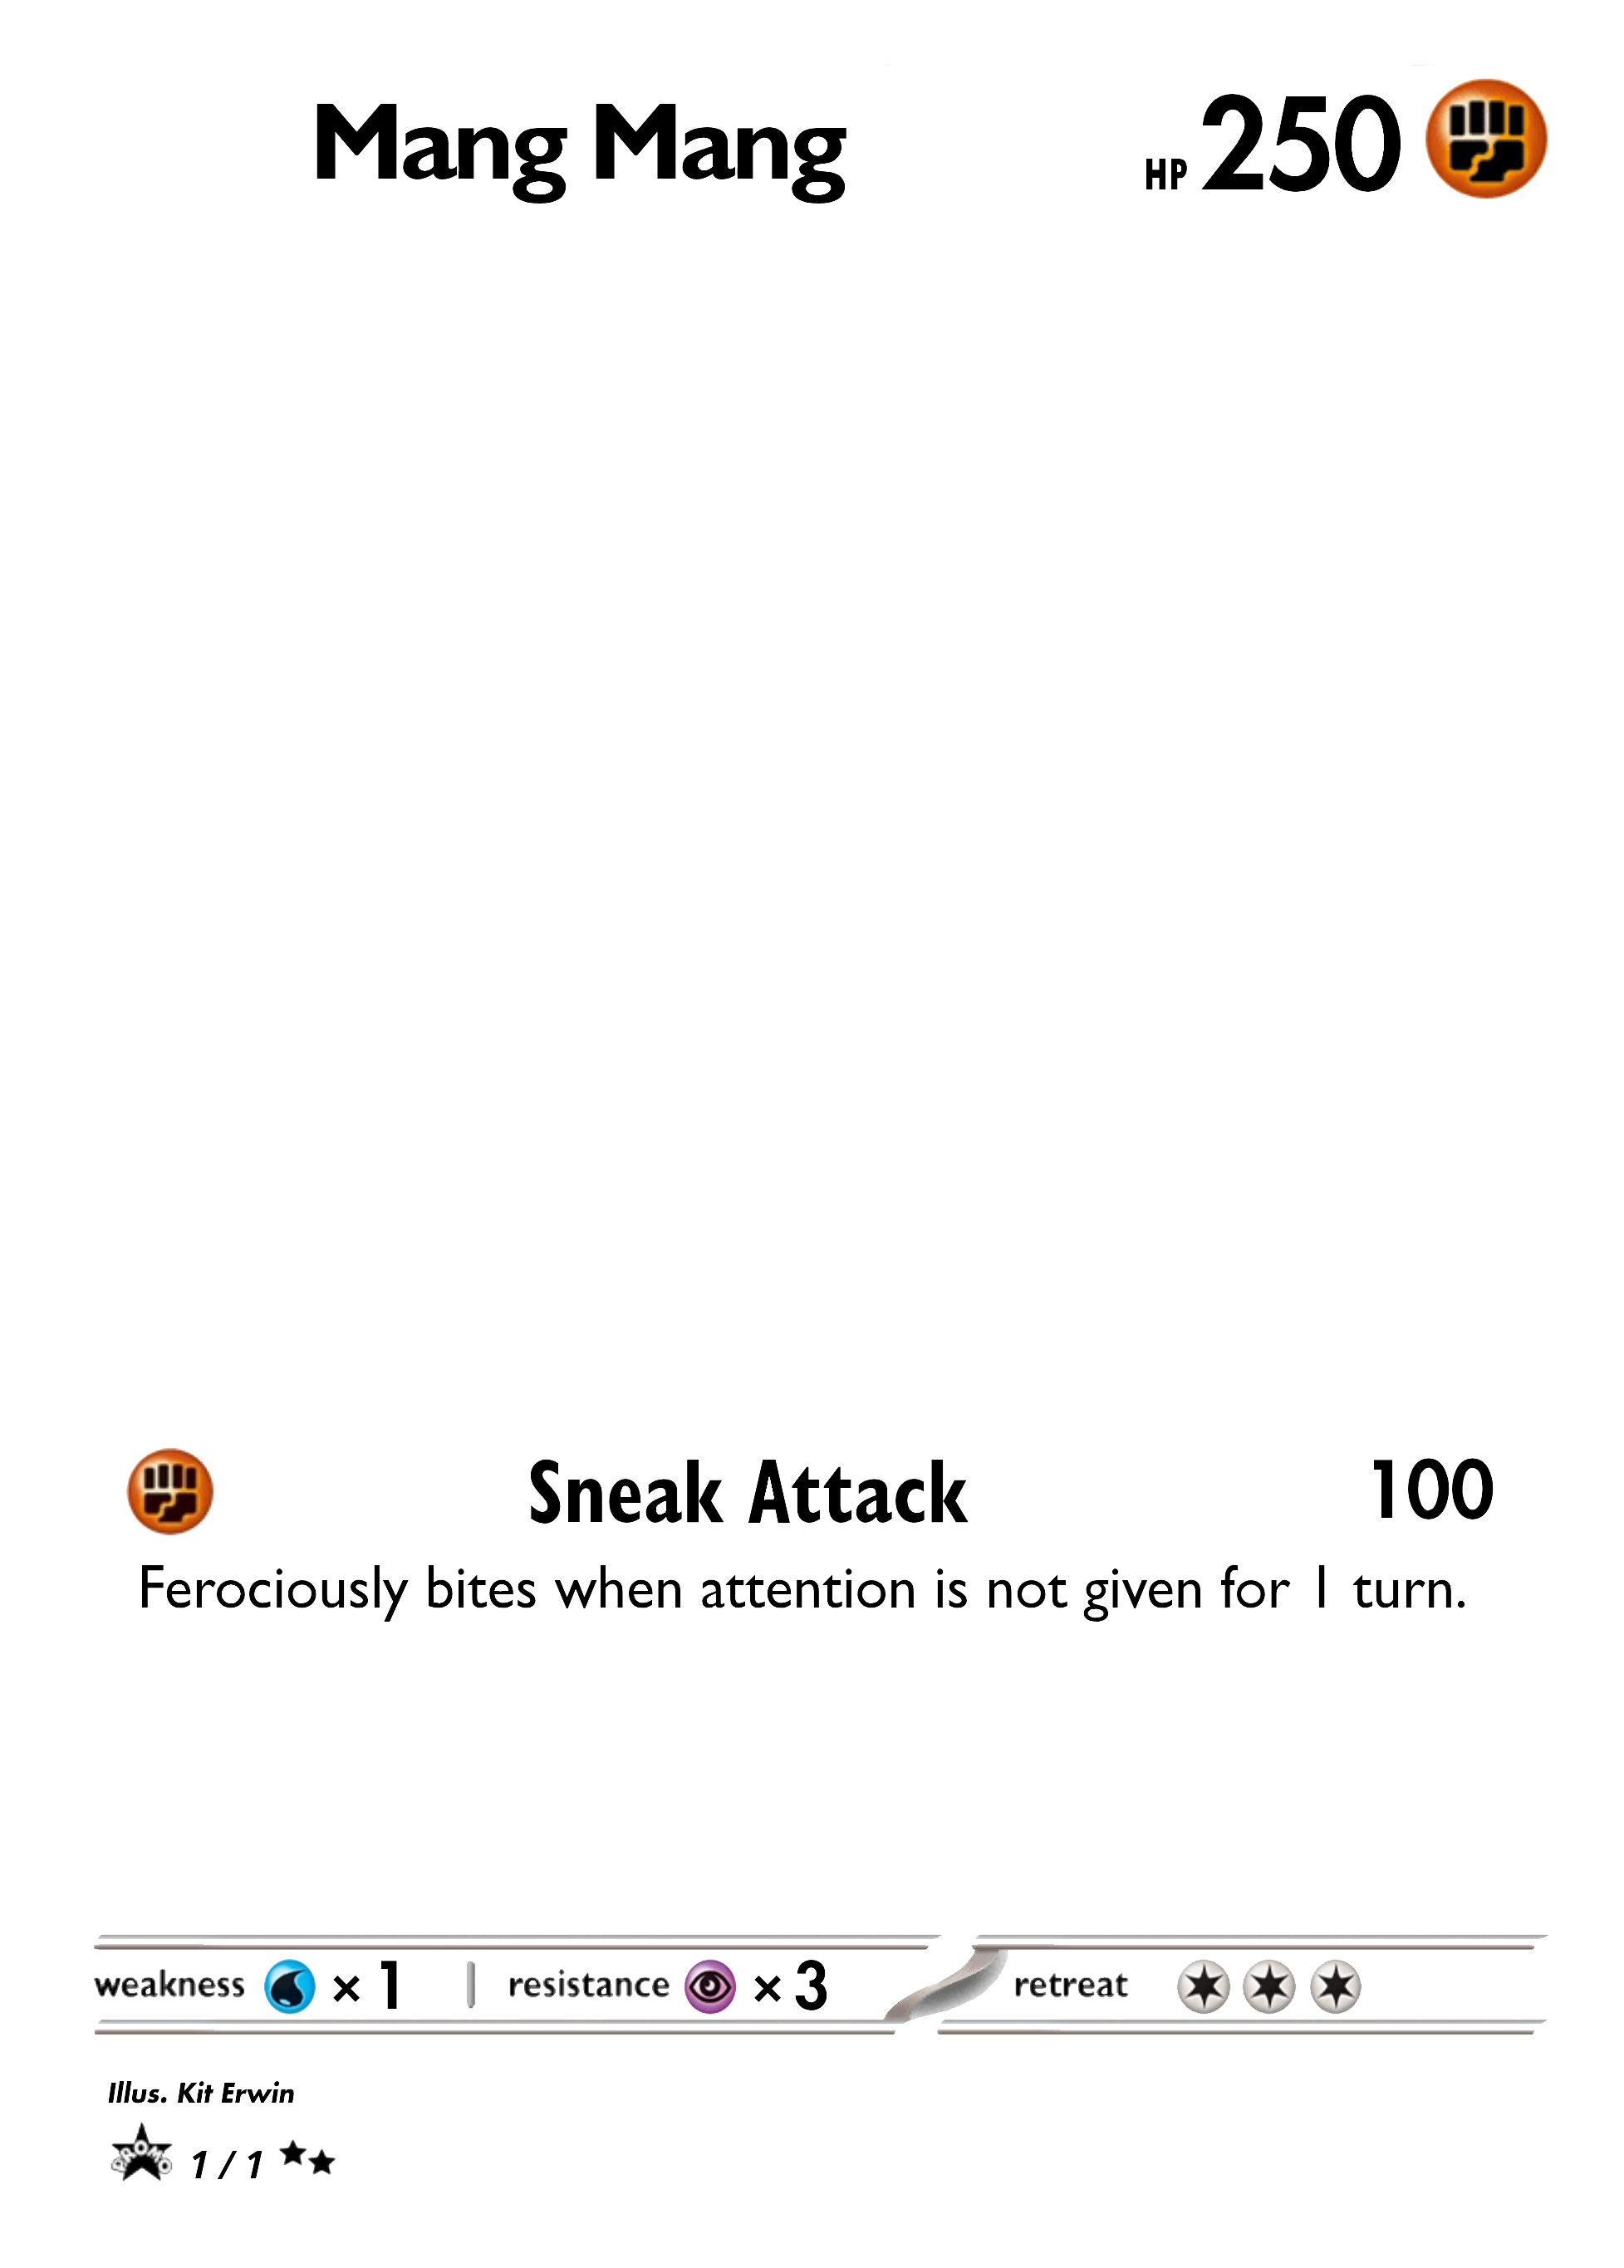 Mang Mang
HP 250
Sneak Attack 100
Ferociously bites when attention is not given for 1 turn.
weakness × 1 resistance × 3 retreat
Illus. Kit Erwin
PROMO 1 / 1